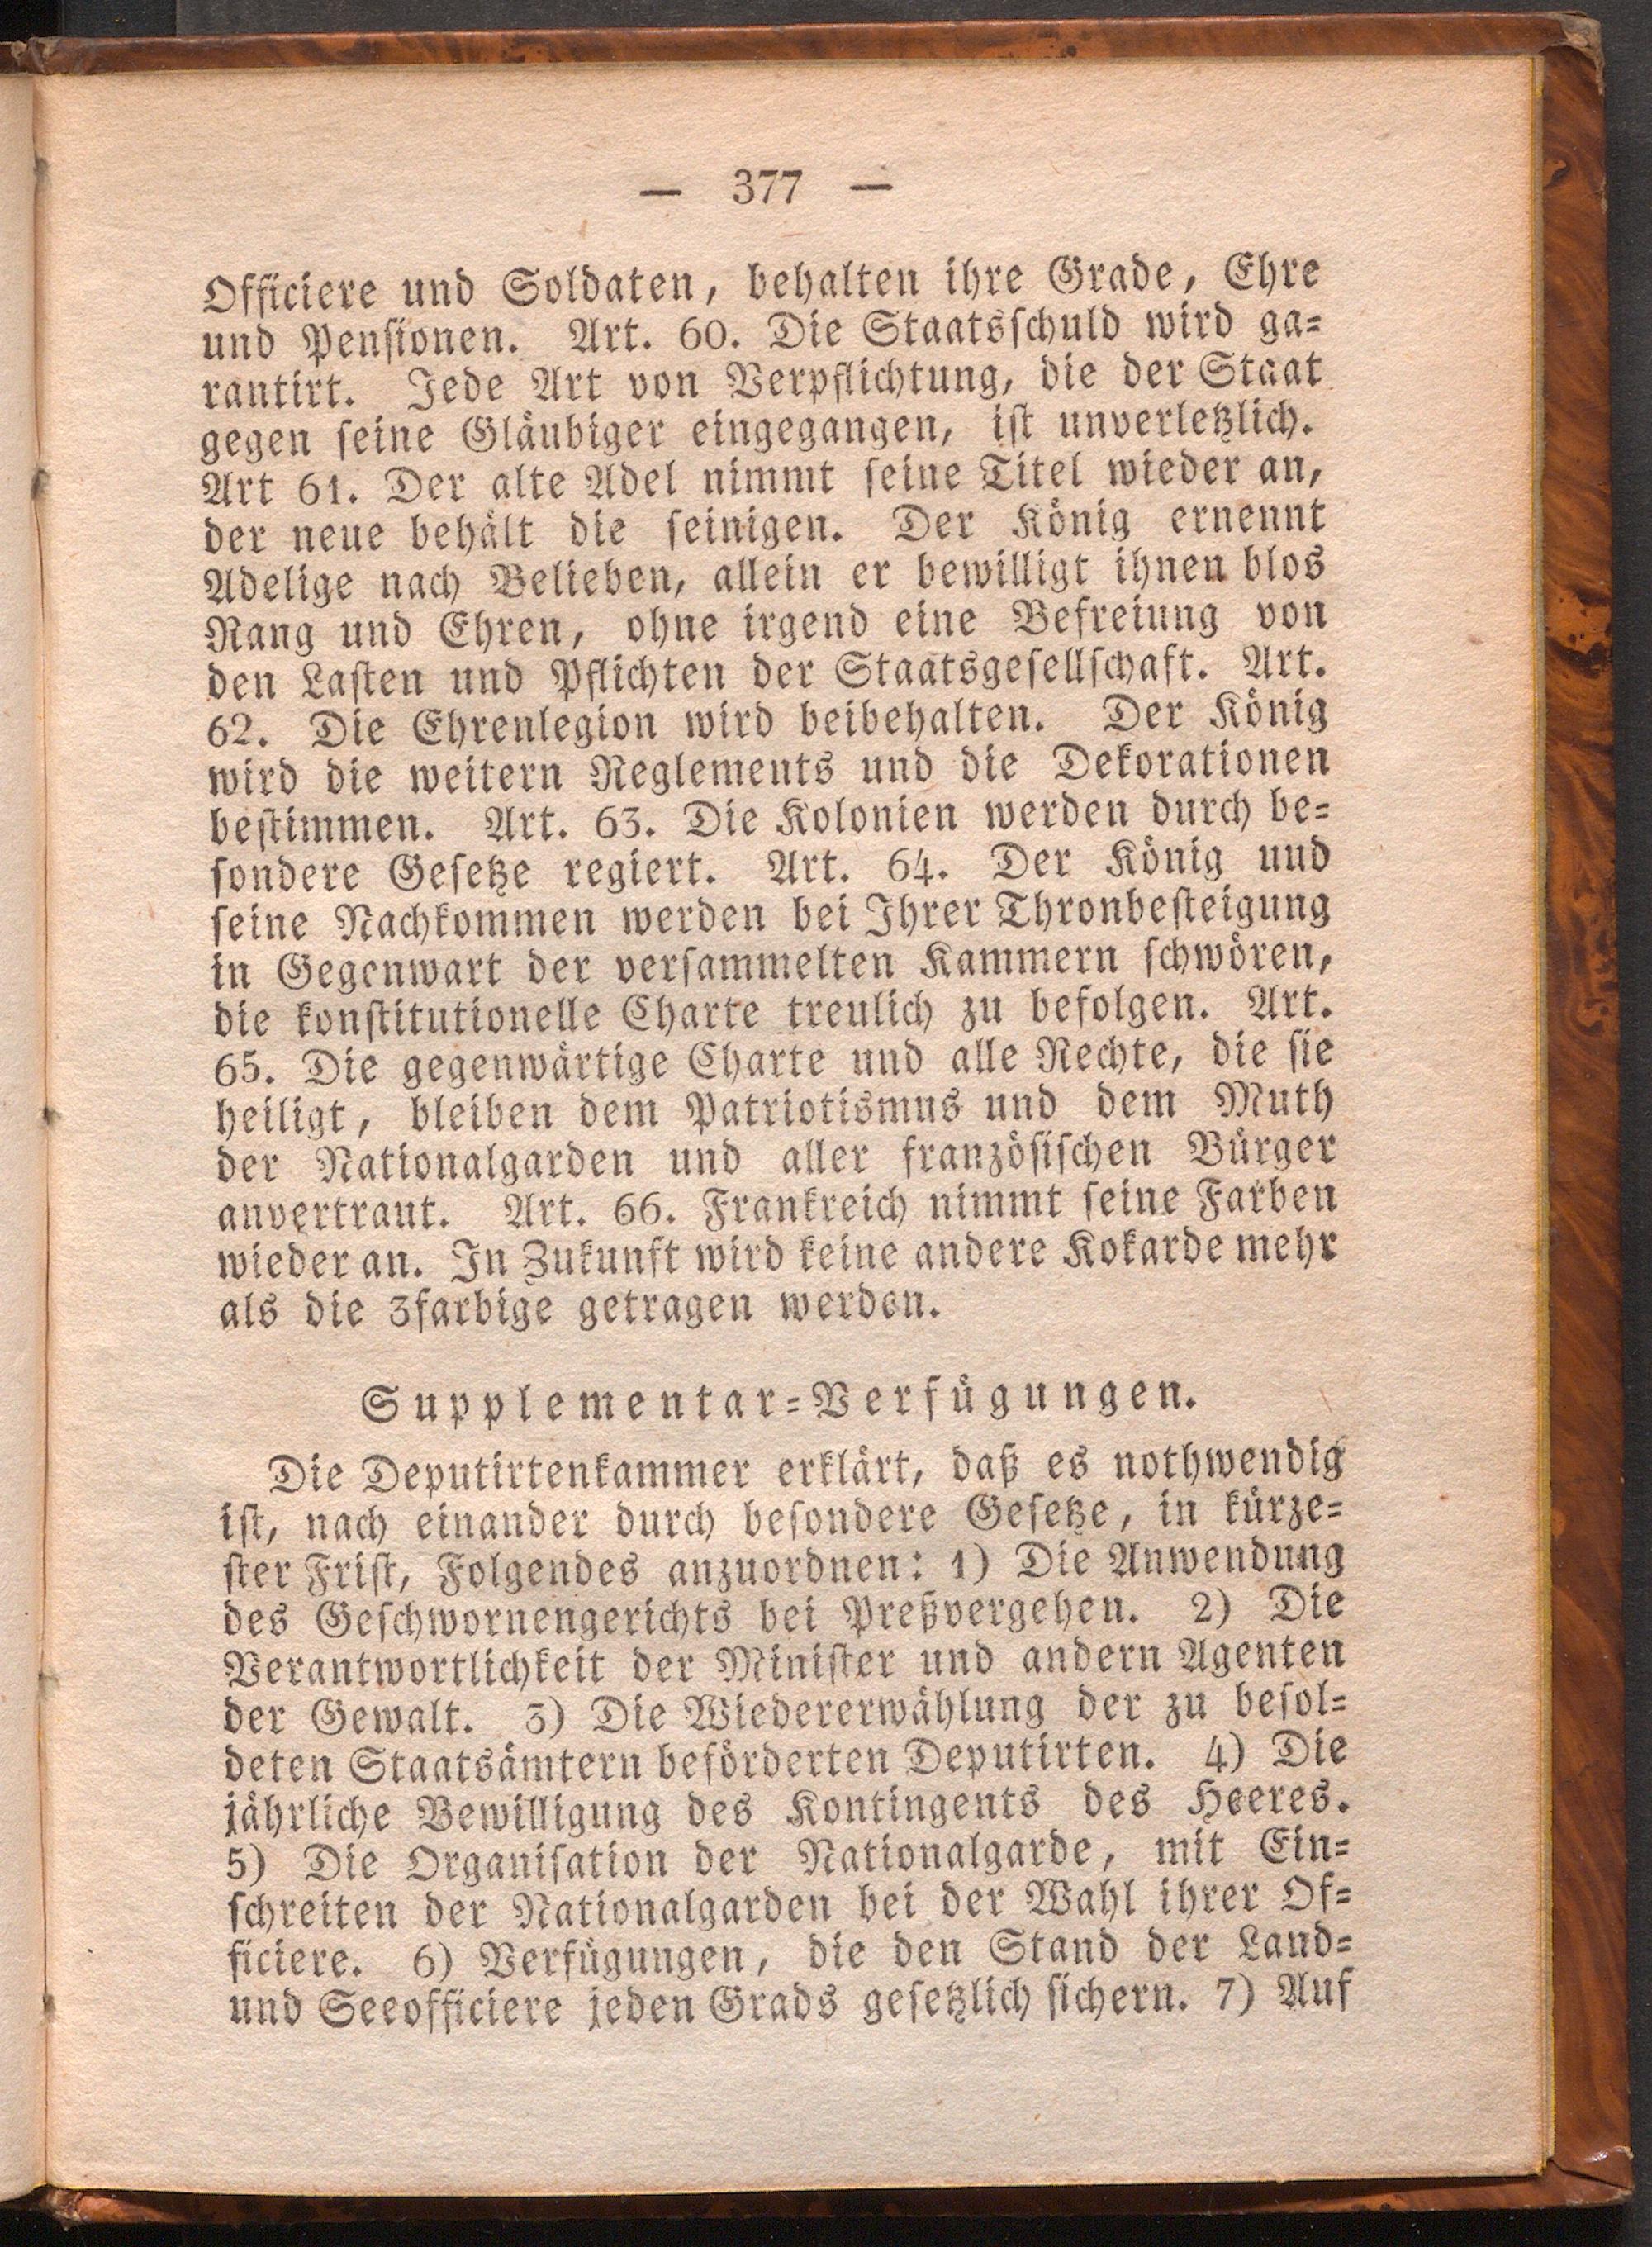 — 377 —
Officiere und Soldaten, behalten ihre Grade, Ehre
und Penſionen. Art. 60. Die Staatsſchuld wird ga⸗
rantirt. Jede Art von Verpflichtung, die der Staat
gegen ſeine Gläubiger eingegangen, iſt unverletzlich.
Art 61. Der alte Adel nimmt ſeine Titel wieder an,
der neue behält die ſeinigen. Der König ernennt
Adelige nach Belieben, allein er bewilligt ihnen blos
Rang und Ehren, ohne irgend eine Befreiung von
den Laſten und Pflichten der Staatsgeſellſchaft. Art.
62. Die Ehrenlegion wird beibehalten. Der König
wird die weitern Reglements und die Dekorationen
beſtimmen. Art. 63. Die Kolonien werden durch be⸗
ſondere Geſetze regiert. Art. 64. Der König und
ſeine Nachkommen werden bei Ihrer Thronbeſteigung
in Gegenwart der verſammelten Kammern ſchwören,
die konſtitutionelle Charte treulich zu befolgen. Art.
65. Die gegenwärtige Charte und alle Rechte, die ſie
heiligt, bleiben dem Patriotismus und dem Muth
der Nationalgarden und aller franzöſiſchen Bürger
anvertraut. Art. 66. Frankreich nimmt ſeine Farben
wieder an. In Zukunft wird keine andere Kokarde mehr
als die 3farbige getragen werden.
Supplementar⸗Verfügungen.
Die Deputirtenkammer erklärt, daß es nothwendig
iſt, nach einander durch beſondere Geſetze, in kürze⸗
ſter Friſt, Folgendes anzuordnen: 1) Die Anwendung
des Geſchwornengerichts bei Preßvergehen. 2) Die
Verantwortlichkeit der Miniſter und andern Agenten
der Gewalt. 3) Die Wiedererwählung der zu beſol⸗
deten Staatsämtern beförderten Deputirten. 4) Die
jährliche Bewilligung des Kontingents des Heeres.
5) Die Organiſation der Nationalgarde, mit Ein⸗
ſchreiten der Nationalgarden bei der Wahl ihrer Of⸗
ficiere. 6) Verfügungen, die den Stand der Land⸗
und Seeofficiere jeden Grads geſetzlich ſichern. 7) Auf